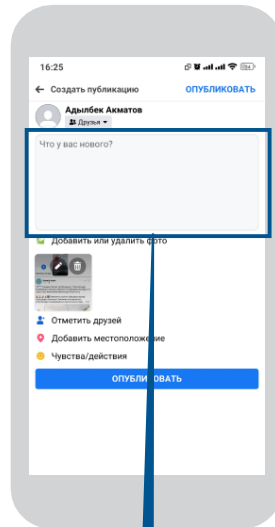 16:25
Создать публикацию ОПУБЛИКОВАТЬ
Адылбек Акматов
Друзья
Что у вас нового?
Добавить или удалить фото
Отметить друзей
Добавить местоположение
Чувства/действия
ОПУБЛИКОВАТЬ